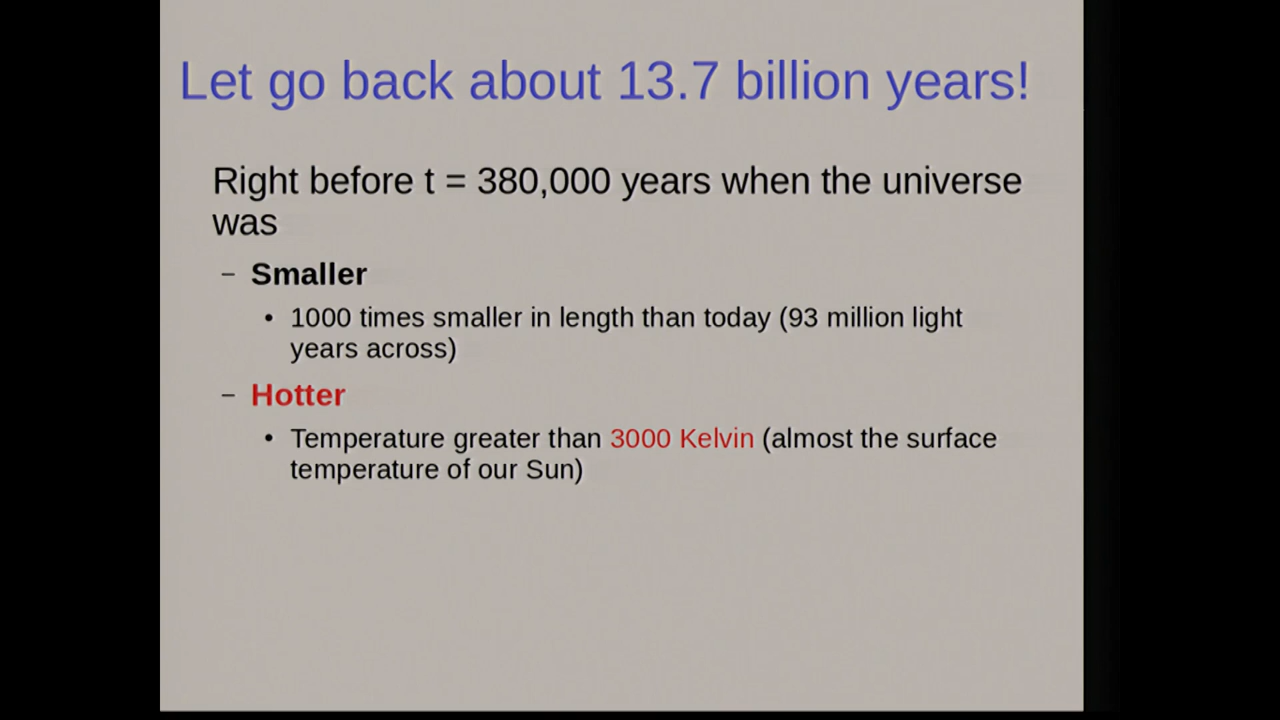 Let go back about 13.7 billion years!
Right before t = 380,000 years when the universe
was
– Smaller
• 1000 times smaller in length than today (93 million light
years across)
– Hotter
• Temperature greater than 3000 Kelvin (almost the surface
temperature of our Sun)